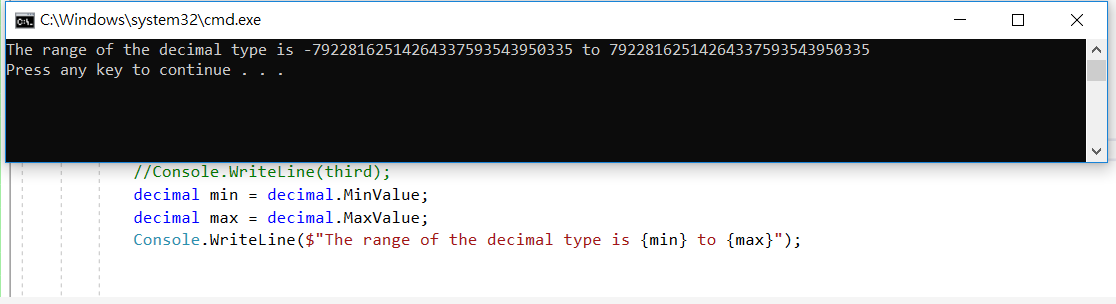 C:\Windows\system32\cmd.exe
The range of the decimal type is -79228162514264337593543950335 to 79228162514264337593543950335
Press any key to continue . . .
//Console.WriteLine(third);
decimal min = decimal.MinValue;
decimal max = decimal.MaxValue;
Console.WriteLine($"The range of the decimal type is {min} to {max}");